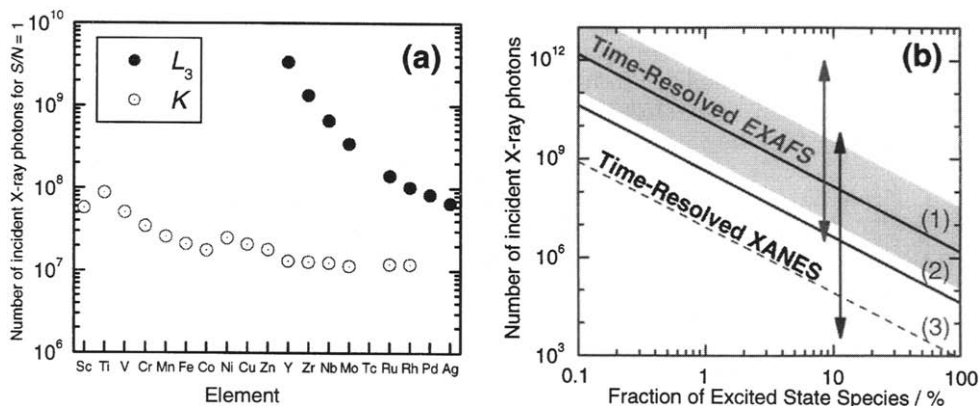 Number of incident X-ray photons for S/N = 1
10^10
10^9
10^8
10^7
10^6
L_3
K
(a)
Sc Ti V Cr Mn Fe Co Ni Cu Zn Y Zr Nb Mo Tc Ru Rh Pd Ag
Element
Number of incident X-ray photons
10^12
10^9
10^6
10^3
Time-Resolved EXAFS
(b)
Time-Resolved XANES
(1)
(2)
(3)
0.1 1 10 100
Fraction of Excited State Species / %